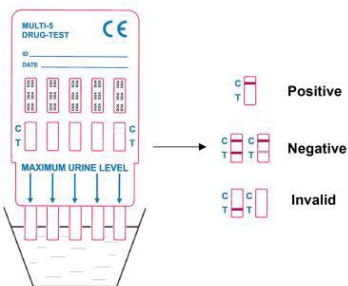 MULTI-5
DRUG-TEST
CE
ID
DATE
C C
T T
MAXIMUM URINE LEVEL
C
T
Positive
C C
T T
Negative
C
T
C
T
Invalid